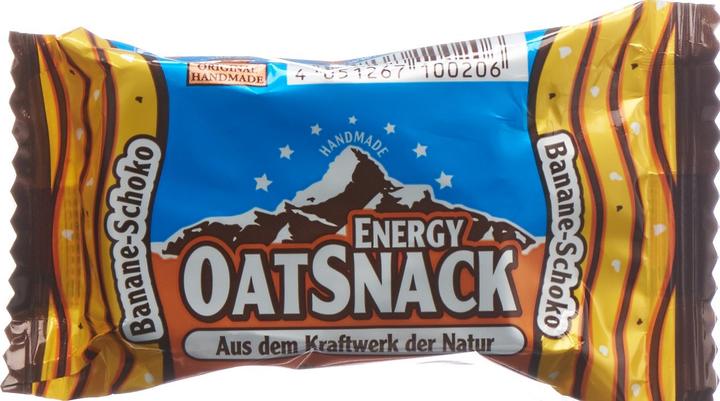 ORIGINAL
HANDMADE
4 051267 100206
HANDMADE
ENERGY
OATSNACK
Aus dem Kraftwerk der Natur
Banane-Schoko
Banane-Schoko